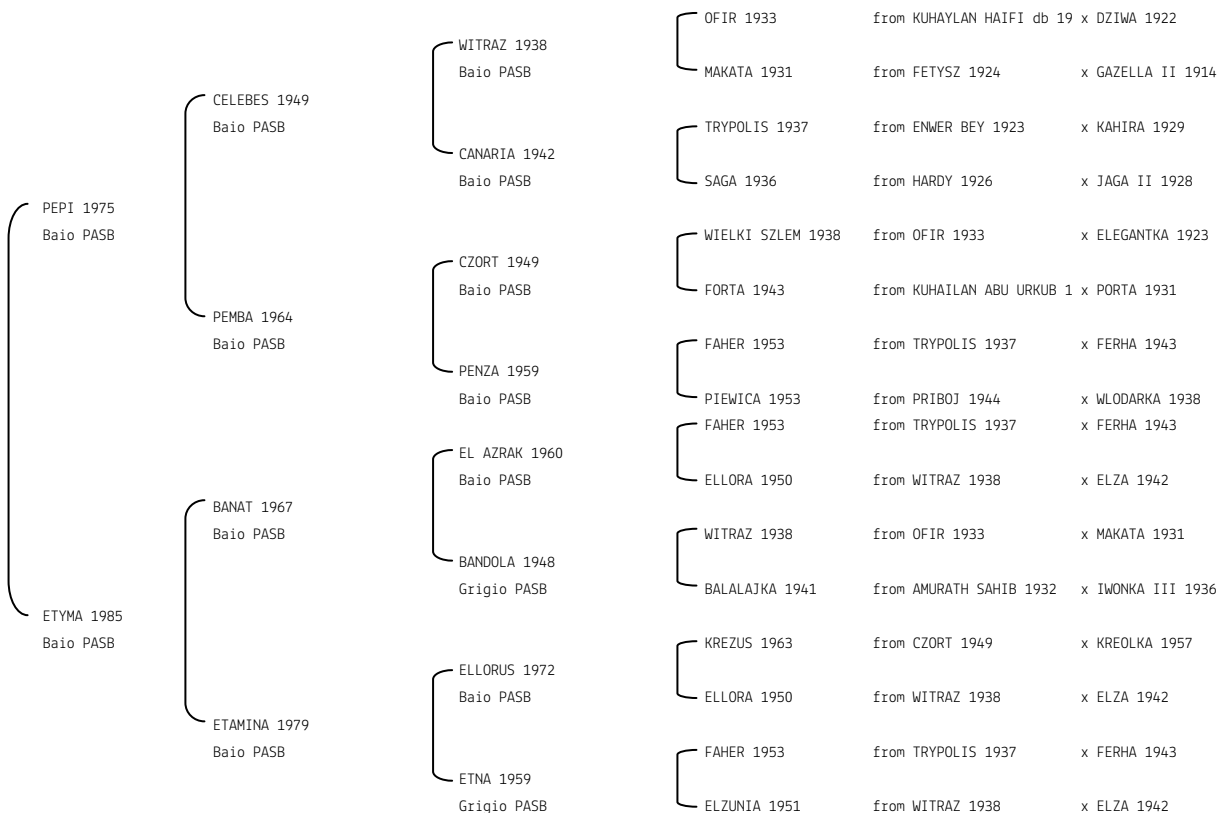 OFIR 1933 from KUHAYLAN HAIFI db 19 x DZIWA 1922
WITRAZ 1938
Baio PASB
MAKATA 1931 from FETYSZ 1924 x GAZELLA II 1914
CELEBES 1949
Baio PASB
TRYPOLIS 1937 from ENWER BEY 1923 x KAHIRA 1929
CANARIA 1942
Baio PASB
SAGA 1936 from HARDY 1926 x JAGA II 1928
PEPI 1975
Baio PASB
WIELKI SZLEM 1938 from OFIR 1933 x ELEGANTKA 1923
CZORT 1949
Baio PASB
FORTA 1943 from KUHAILAN ABU URKUB 1 x PORTA 1931
PEMBA 1964
Baio PASB
FAHER 1953 from TRYPOLIS 1937 x FERHA 1943
PENZA 1959
Baio PASB
PIEWICA 1953 from PRIBOJ 1944 x WLODARKA 1938
FAHER 1953 from TRYPOLIS 1937 x FERHA 1943
EL AZRAK 1960
Baio PASB
ELLORA 1950 from WITRAZ 1938 x ELZA 1942
BANAT 1967
Baio PASB
WITRAZ 1938 from OFIR 1933 x MAKATA 1931
BANDOLA 1948
Grigio PASB
BALALAJKA 1941 from AMURATH SAHIB 1932 x IWONKA III 1936
ETYMA 1985
Baio PASB
KREZUS 1963 from CZORT 1949 x KREOLKA 1957
ELLORUS 1972
Baio PASB
ELLORA 1950 from WITRAZ 1938 x ELZA 1942
ETAMINA 1979
Baio PASB
FAHER 1953 from TRYPOLIS 1937 x FERHA 1943
ETNA 1959
Grigio PASB
ELZUNIA 1951 from WITRAZ 1938 x ELZA 1942